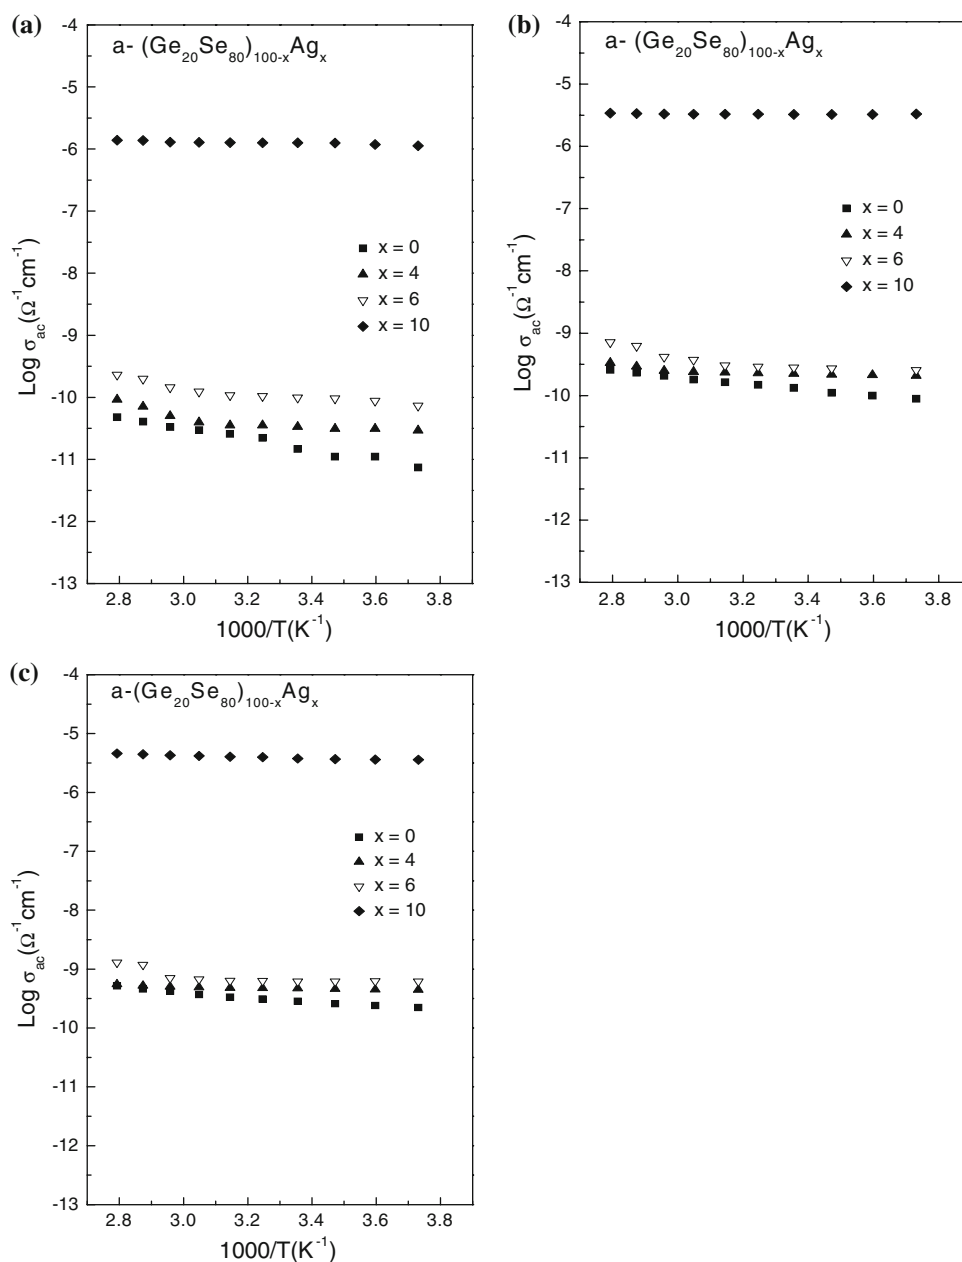 (a)
a- (Ge20Se80)100-xAgx
-4
-5
-6
-7
-8
-9
-10
-11
-12
-13
Log σac(Ω-1cm-1)
x = 0
x = 4
x = 6
x = 10
2.8 3.0 3.2 3.4 3.6 3.8
1000/T(K-1)
(b)
a- (Ge20Se80)100-xAgx
-4
-5
-6
-7
-8
-9
-10
-11
-12
-13
Log σac(Ω-1cm-1)
x = 0
x = 4
x = 6
x = 10
2.8 3.0 3.2 3.4 3.6 3.8
1000/T(K-1)
(c)
a-(Ge20Se80)100-xAgx
-4
-5
-6
-7
-8
-9
-10
-11
-12
-13
Log σac(Ω-1cm-1)
x = 0
x = 4
x = 6
x = 10
2.8 3.0 3.2 3.4 3.6 3.8
1000/T(K-1)